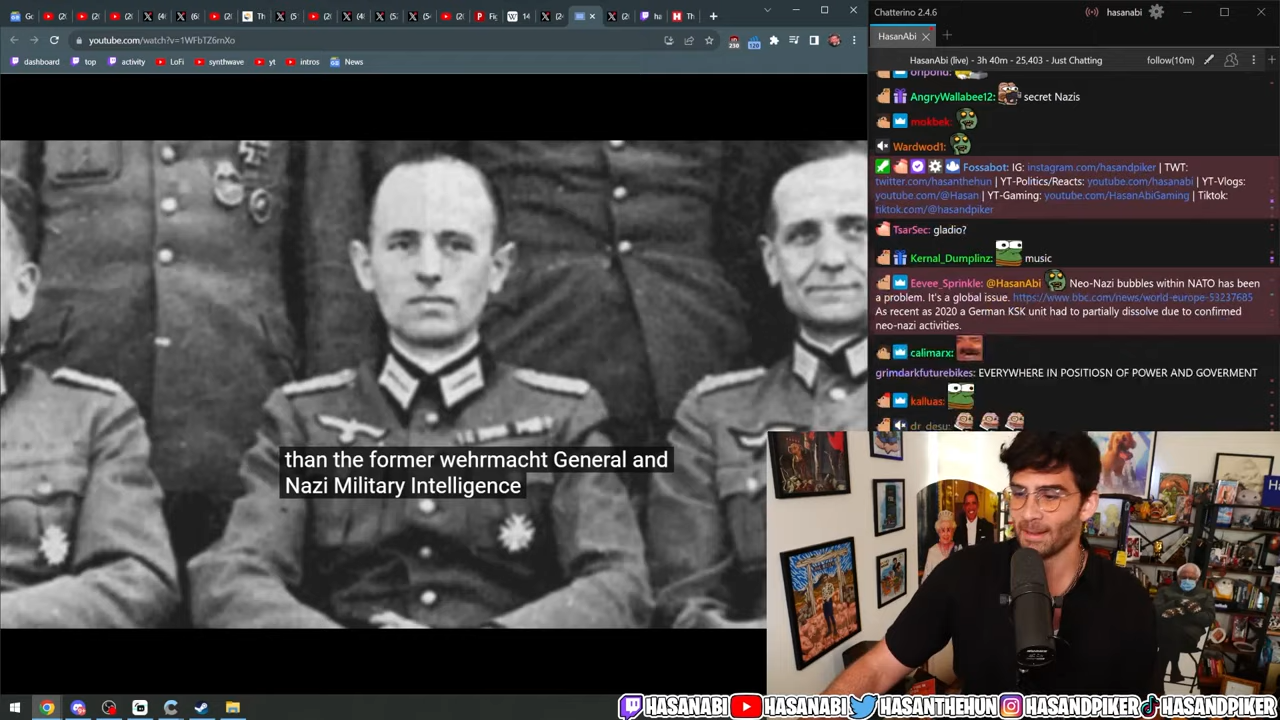 Chatterino 2.4.6
hasanabi
HasanAbi
youtube.com/watch?v=1WFbTZ6rnXo
HasanAbi (live) - 3h 40m - 25,403 - Just Chatting
follow(10m)
dashboard
top
activity
LoFi
synthwave
yt
intros
News
230
120
AngryWallabee12: secret Nazis
mokbek:
Wardwod1:
Fossabot: IG: instagram.com/hasandpiker | TWT:
twitter.com/hasanthehun | YT-Politics/Reacts: youtube.com/hasanabi | YT-Vlogs:
youtube.com/@Hasan | YT-Gaming: youtube.com/HasanAbiGaming | Tiktok:
tiktok.com/@hasandpiker
TsarSec: gladio?
Kernal_Dumplinz: music
Eevee_Sprinkle: @HasanAbi Neo-Nazi bubbles within NATO has been
a problem. It's a global issue. https://www.bbc.com/news/world-europe-53237685
As recent as 2020 a German KSK unit had to partially dissolve due to confirmed
neo-nazi activities.
calimarx:
grimdarkfuturebikes: EVERYWHERE IN POSITIOSN OF POWER AND GOVERMENT
kalluas:
dr_desu:
than the former wehrmacht General and
Nazi Military Intelligence
HASANABI HASANABI HASANTHEHUN HASANDPIKER HASANDPIKER